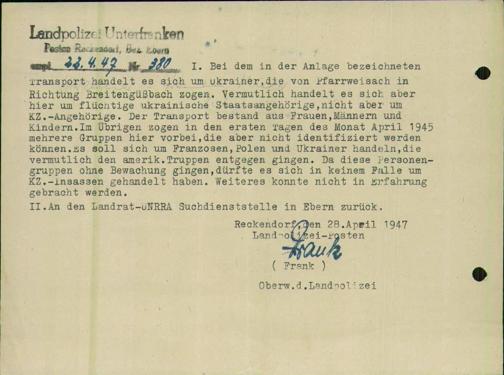 Landpolizei Unterfranken
Posten Reckendorf, Bez. Ebern
empf. 22.4.47 Nr 380 I. Bei dem in der Anlage bezeichneten
Transport handelt es sich um Ukrainer,die von Pfarrweisach in
Richtung Breitengüßbach zogen. Vermutlich handelt es sich aber
hier um flüchtige ukrainische Staatsangehörige,nicht aber um
KZ.-Angehörige. Der Transport bestand aus Frauen,Männern und
Kindern.Im Übrigen zogen in den ersten Tagen des Monat April 1945
mehrere Gruppen hier vorbei,die aber nicht identifiziert werden
können.Es soll sich um Franzosen,Polen und Ukrainer handeln,die
vermutlich den amerik.Truppen entgegen gingen. Da diese Personen-
gruppen ohne Bewachung gingen,dürfte es sich in keinem Falle um
KZ.-Insassen gehandelt haben. Weiteres konnte nicht in Erfahrung
gebracht werden.
II.An den Landrat-UNRRA Suchdienststelle in Ebern zurück.
Reckendorf,den 28.April 1947
Landpolizei-Posten
Frank
( Frank )
Oberw.d.Landpolizei